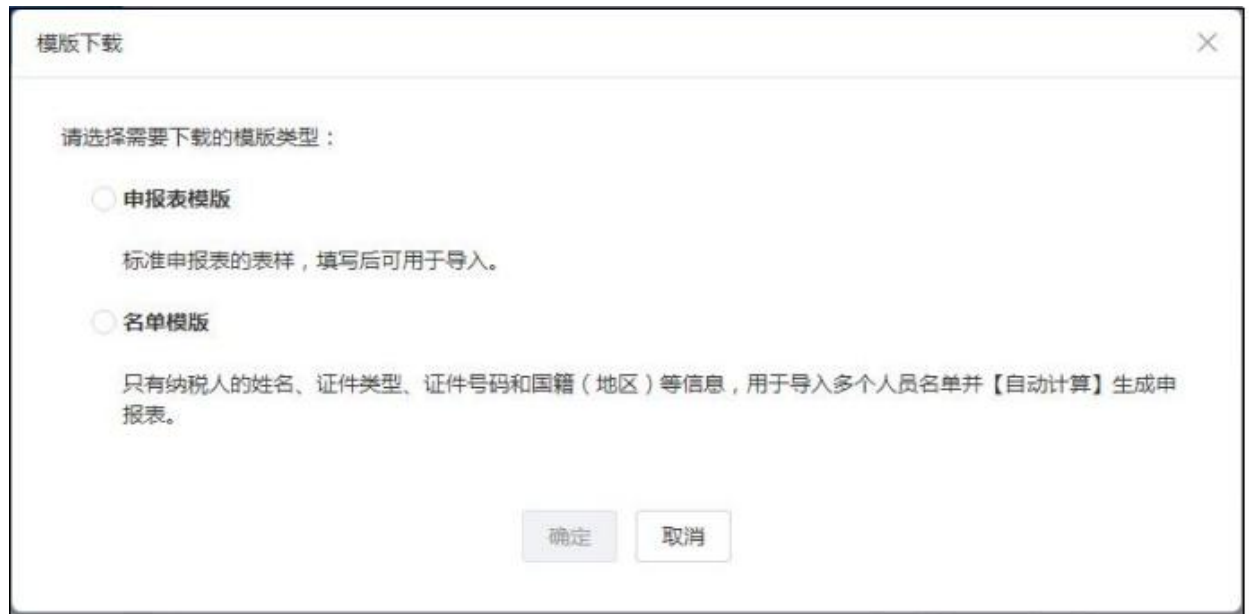 模版下载
请选择需要下载的模版类型：
申报表模版
标准申报表的表样，填写后可用于导入。
名单模版
只有纳税人的姓名、证件类型、证件号码和国籍（地区）等信息，用于导入多个人员名单并【自动计算】生成申
报表。
确定
取消